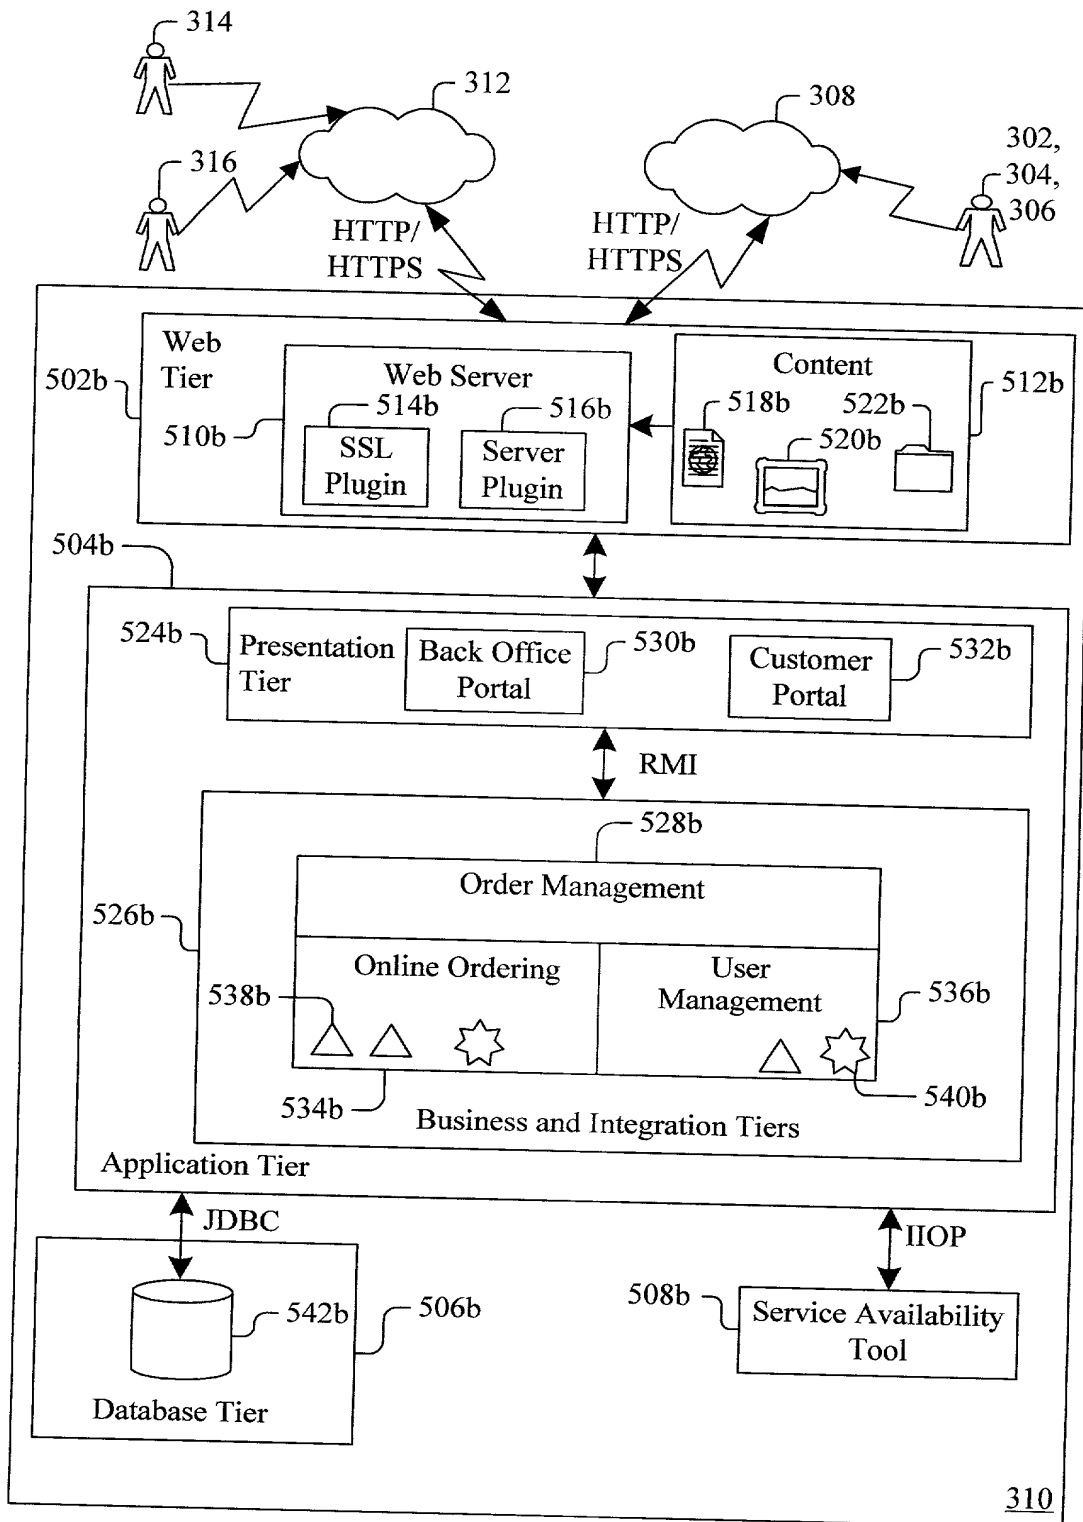 314
312
308
302,
304,
306
316
HTTP/
HTTPS
HTTP/
HTTPS
Web
Tier
502b
Web Server
510b
514b
516b
SSL
Plugin
Server
Plugin
Content
512b
518b
522b
520b
504b
524b
Presentation
Tier
Back Office
Portal
530b
Customer
Portal
532b
RMI
528b
Order Management
526b
Online Ordering
User
Management
538b
536b
534b
540b
Business and Integration Tiers
Application Tier
JDBC
IIOP
542b
506b
508b
Service Availability
Tool
Database Tier
310